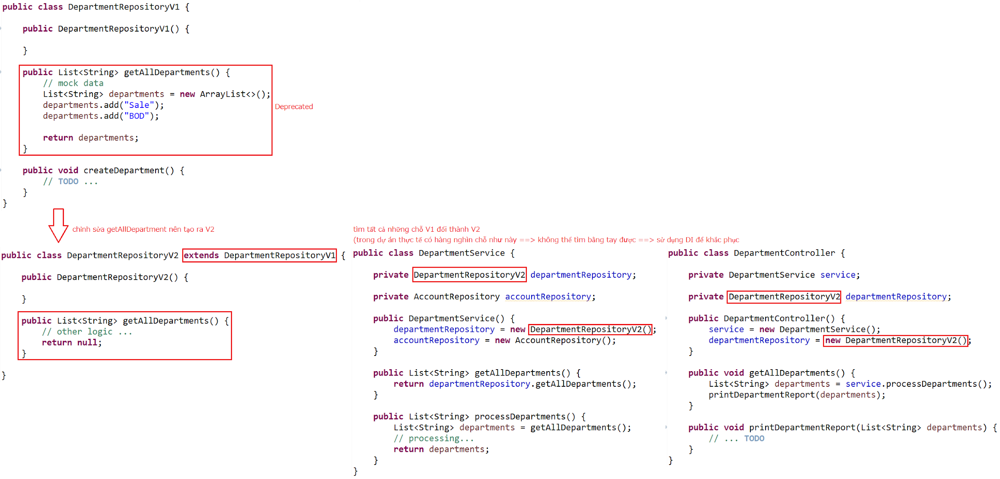 public class DepartmentRepositoryV1 {
public DepartmentRepositoryV1() {
}
public List<String> getAllDepartments() {
// mock data
List<String> departments = new ArrayList<>();
departments.add("Sale");
departments.add("BOD");
return departments;
}
Deprecated
public void createDepartment() {
// TODO ...
}
}
chỉnh sửa getAllDepartment nên tạo ra V2
public class DepartmentRepositoryV2 extends DepartmentRepositoryV1 {
public DepartmentRepositoryV2() {
}
public List<String> getAllDepartments() {
// other logic ...
return null;
}
}
tìm tất cả những chỗ V1 đổi thành V2
(trong dự án thực tế có hàng nghìn chỗ như này ==> không thể tìm bằng tay được ==> sử dụng DI để khắc phục
public class DepartmentService {
private DepartmentRepositoryV2 departmentRepository;
private AccountRepository accountRepository;
public DepartmentService() {
departmentRepository = new DepartmentRepositoryV2();
accountRepository = new AccountRepository();
}
public List<String> getAllDepartments() {
return departmentRepository.getAllDepartments();
}
public List<String> processDepartments() {
List<String> departments = getAllDepartments();
// processing...
return departments;
}
}
public class DepartmentController {
private DepartmentService service;
private DepartmentRepositoryV2 departmentRepository;
public DepartmentController() {
service = new DepartmentService();
departmentRepository = new DepartmentRepositoryV2();
}
public void getAllDepartments() {
List<String> departments = service.processDepartments();
printDepartmentReport(departments);
}
public void printDepartmentReport(List<String> departments) {
// ... TODO
}
}